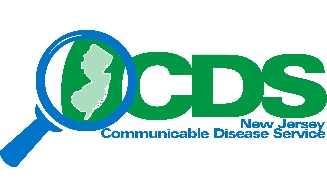 CDS
New Jersey
Communicable Disease Service